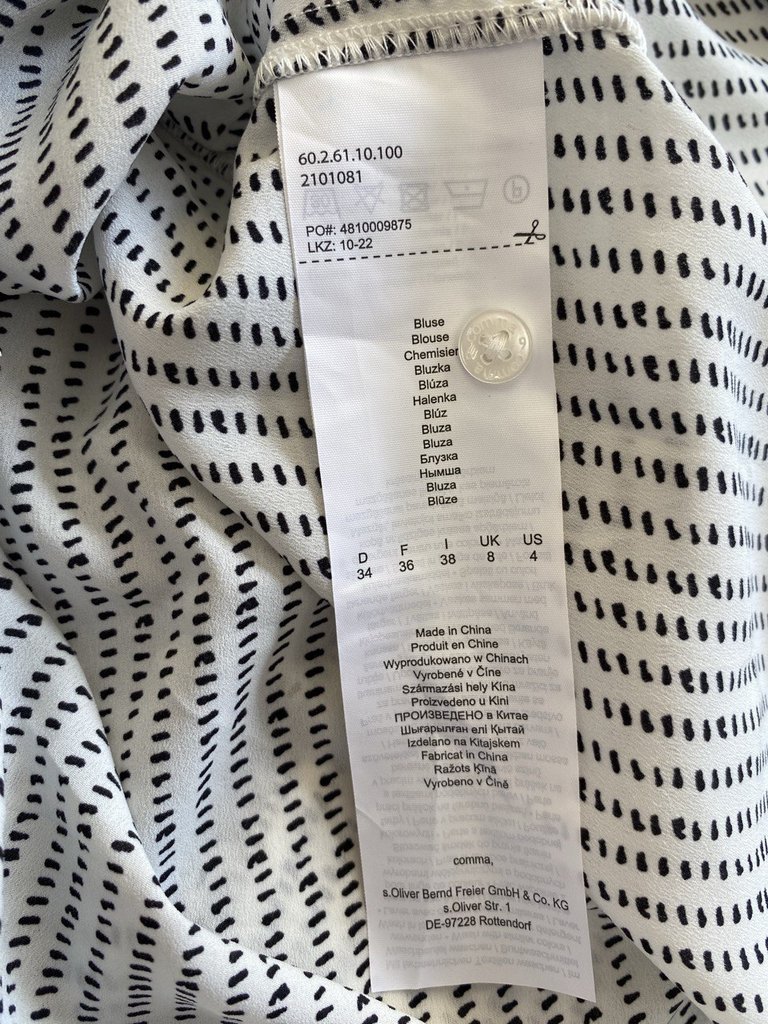 60.2.61.10.100
2101081
PO#: 4810009875
LKZ: 10-22
Bluse
Blouse
Chemisier
Bluzka
Blúza
Halenka
Blúz
Bluza
Bluza
Блузка
Нымша
Bluza
Blūze
D F I UK US
34 36 38 8 4
Made in China
Produit en Chine
Wyprodukowano w Chinach
Vyrobené v Číne
Származási hely Kína
Proizvedeno u Kini
ПРОИЗВЕДЕНО в Китае
Шығарылған елі Қытай
Izdelano na Kitajskem
Fabricat in China
Ražots Ķīnā
Vyrobeno v Číně
comma,
s.Oliver Bernd Freier GmbH & Co. KG
s.Oliver Str. 1
DE-97228 Rottendorf